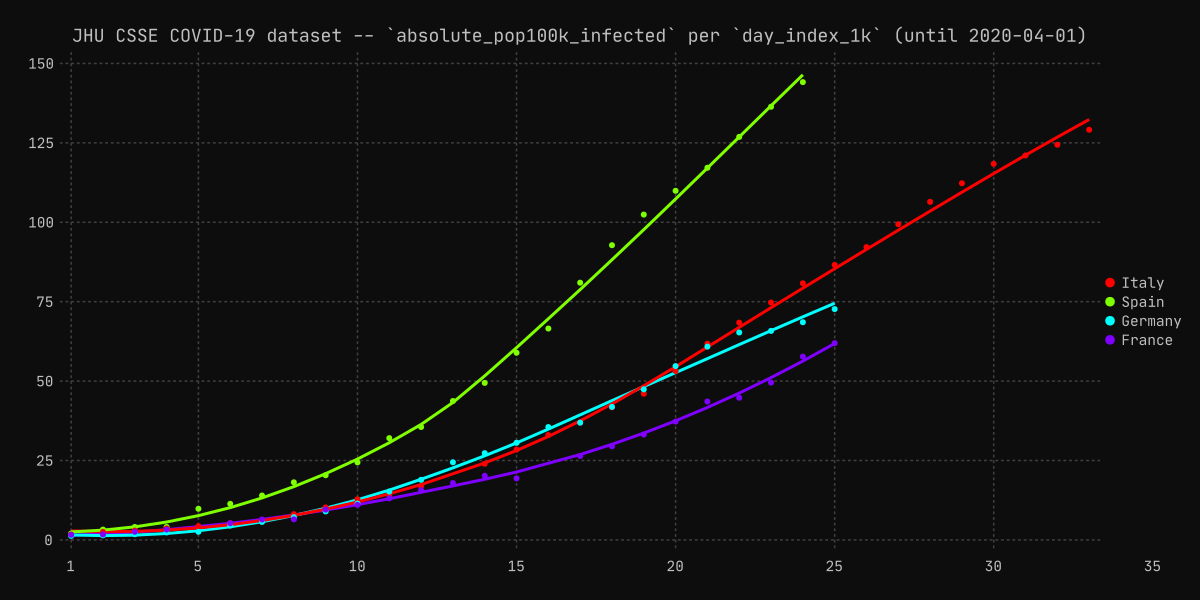 JHU CSSE COVID-19 dataset -- `absolute_pop100k_infected` per `day_index_1k` (until 2020-04-01)
150
125
100
75
50
25
0
1 5 10 15 20 25 30 35
Italy
Spain
Germany
France